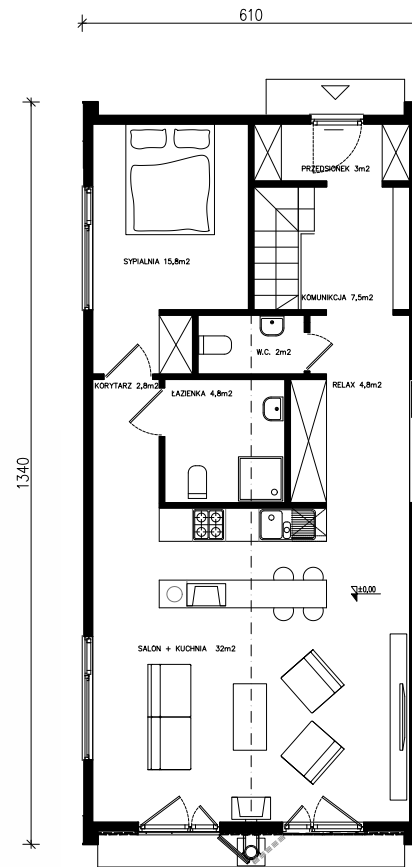 610
PRZEDSIONEK 3m2
SYPIALNIA 15,8m2
KOMUNIKCJA 7,5m2
W.C. 2m2
KORYTARZ 2,8m2
ŁAZIENKA 4,8m2
RELAX 4,8m2
1340
±0,00
SALON + KUCHNIA 32m2